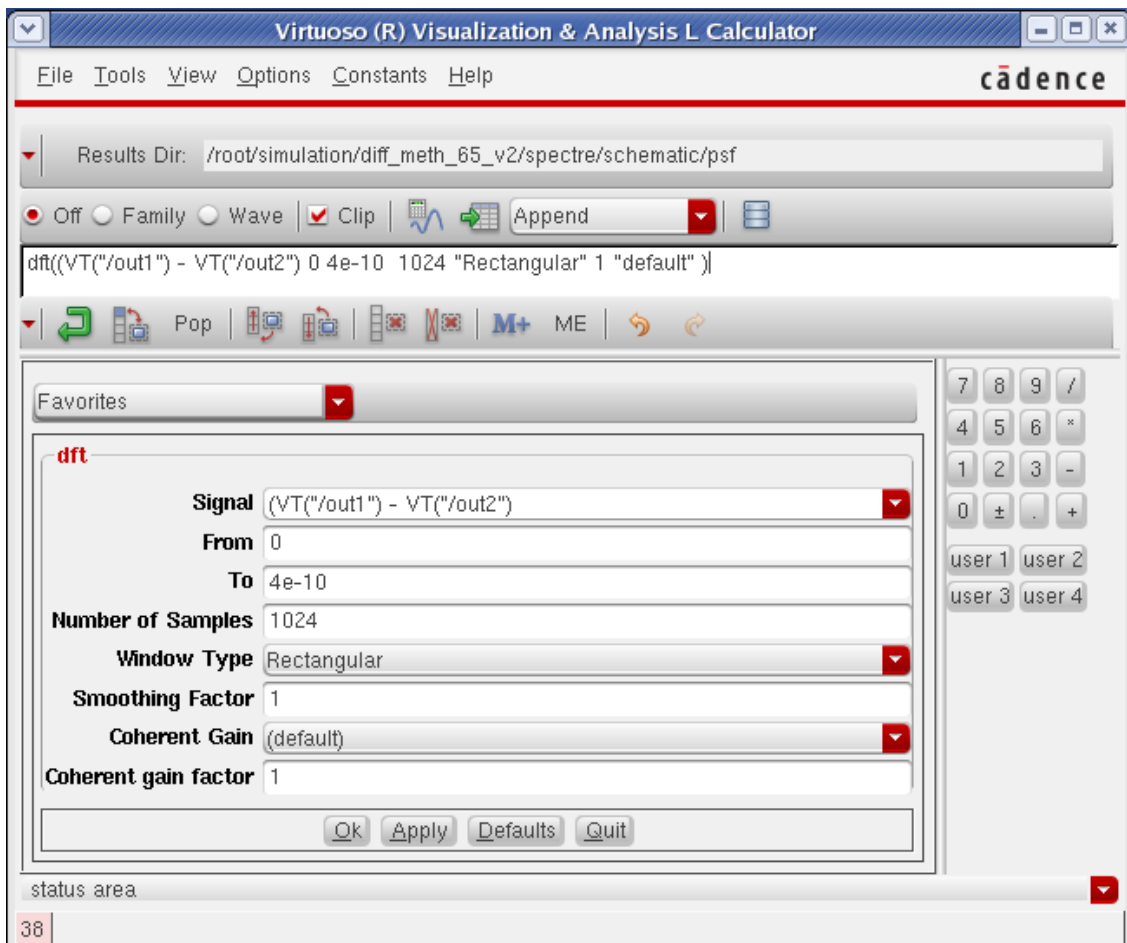 Virtuoso (R) Visualization & Analysis L Calculator
File Tools View Options Constants Help cādence
Results Dir: /root/simulation/diff_meth_65_v2/spectre/schematic/psf
Off Family Wave Clip Append
dft((VT("/out1") - VT("/out2") 0 4e-10 1024 "Rectangular" 1 "default" )
Pop M+ ME
Favorites
7 8 9 /
4 5 6 *
1 2 3 -
0 ± . +
user 1 user 2
user 3 user 4
dft
Signal (VT("/out1") - VT("/out2")
From 0
To 4e-10
Number of Samples 1024
Window Type Rectangular
Smoothing Factor 1
Coherent Gain (default)
Coherent gain factor 1
Ok Apply Defaults Quit
status area
38